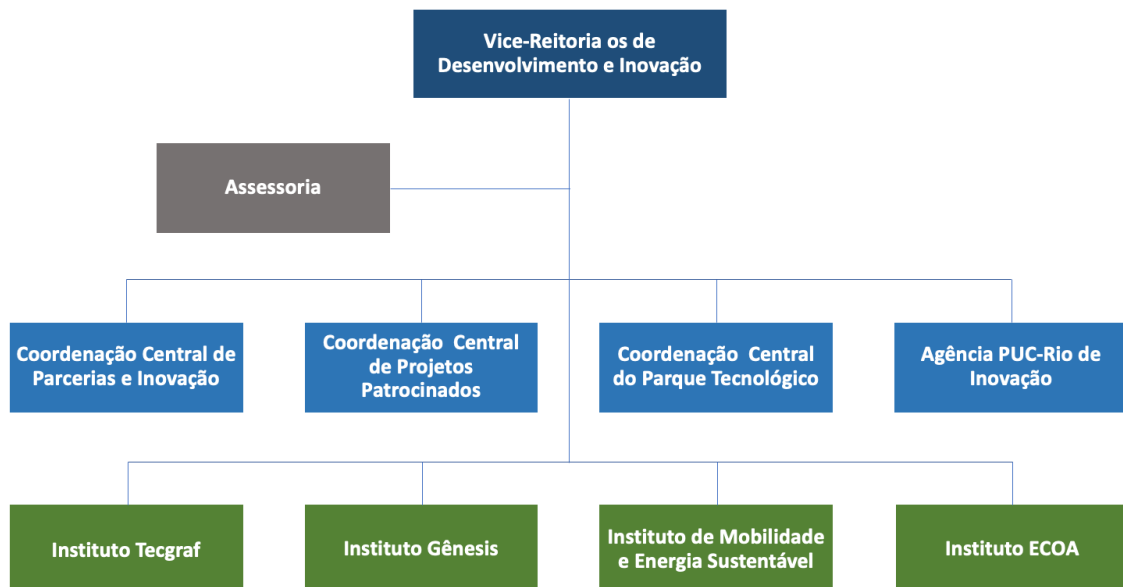 Vice-Reitoria os de
Desenvolvimento e Inovação
Assessoria
Coordenação Central de
Parcerias e Inovação
Coordenação Central
de Projetos
Patrocinados
Coordenação Central
do Parque Tecnológico
Agência PUC-Rio de
Inovação
Instituto Tecgraf
Instituto Gênesis
Instituto de Mobilidade
e Energia Sustentável
Instituto ECOA